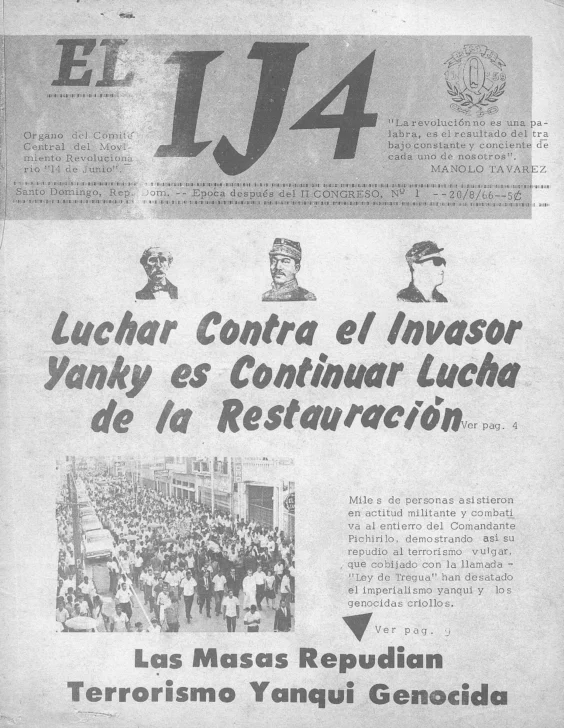 EL 1J4
Organo del Comité
Central del Movi-
miento Revoluciona
rio "14 de Junio".-
"La revolución no es una pa-
labra, es el resultado del tra
bajo constante y conciente de
cada uno de nosotros".
MANOLO TAVAREZ
Santo Domingo, Rep. Dom. -- Epoca después del II CONGRESO, Nº 1 --20/8/66--5¢
Luchar Contra el Invasor
Yanky es Continuar Lucha
de la Restauración
Ver pag. 4
Miles de personas asistieron
en actitud militante y combati
va al entierro del Comandante
Pichirilo, demostrando asi su
repudio al terrorismo vulgar,
que cobijado con la llamada -
"Ley de Tregua" han desatado
el imperialismo yanqui y los
genocidas criollos.
Ver pag.
Las Masas Repudian
Terrorismo Yanqui Genocida